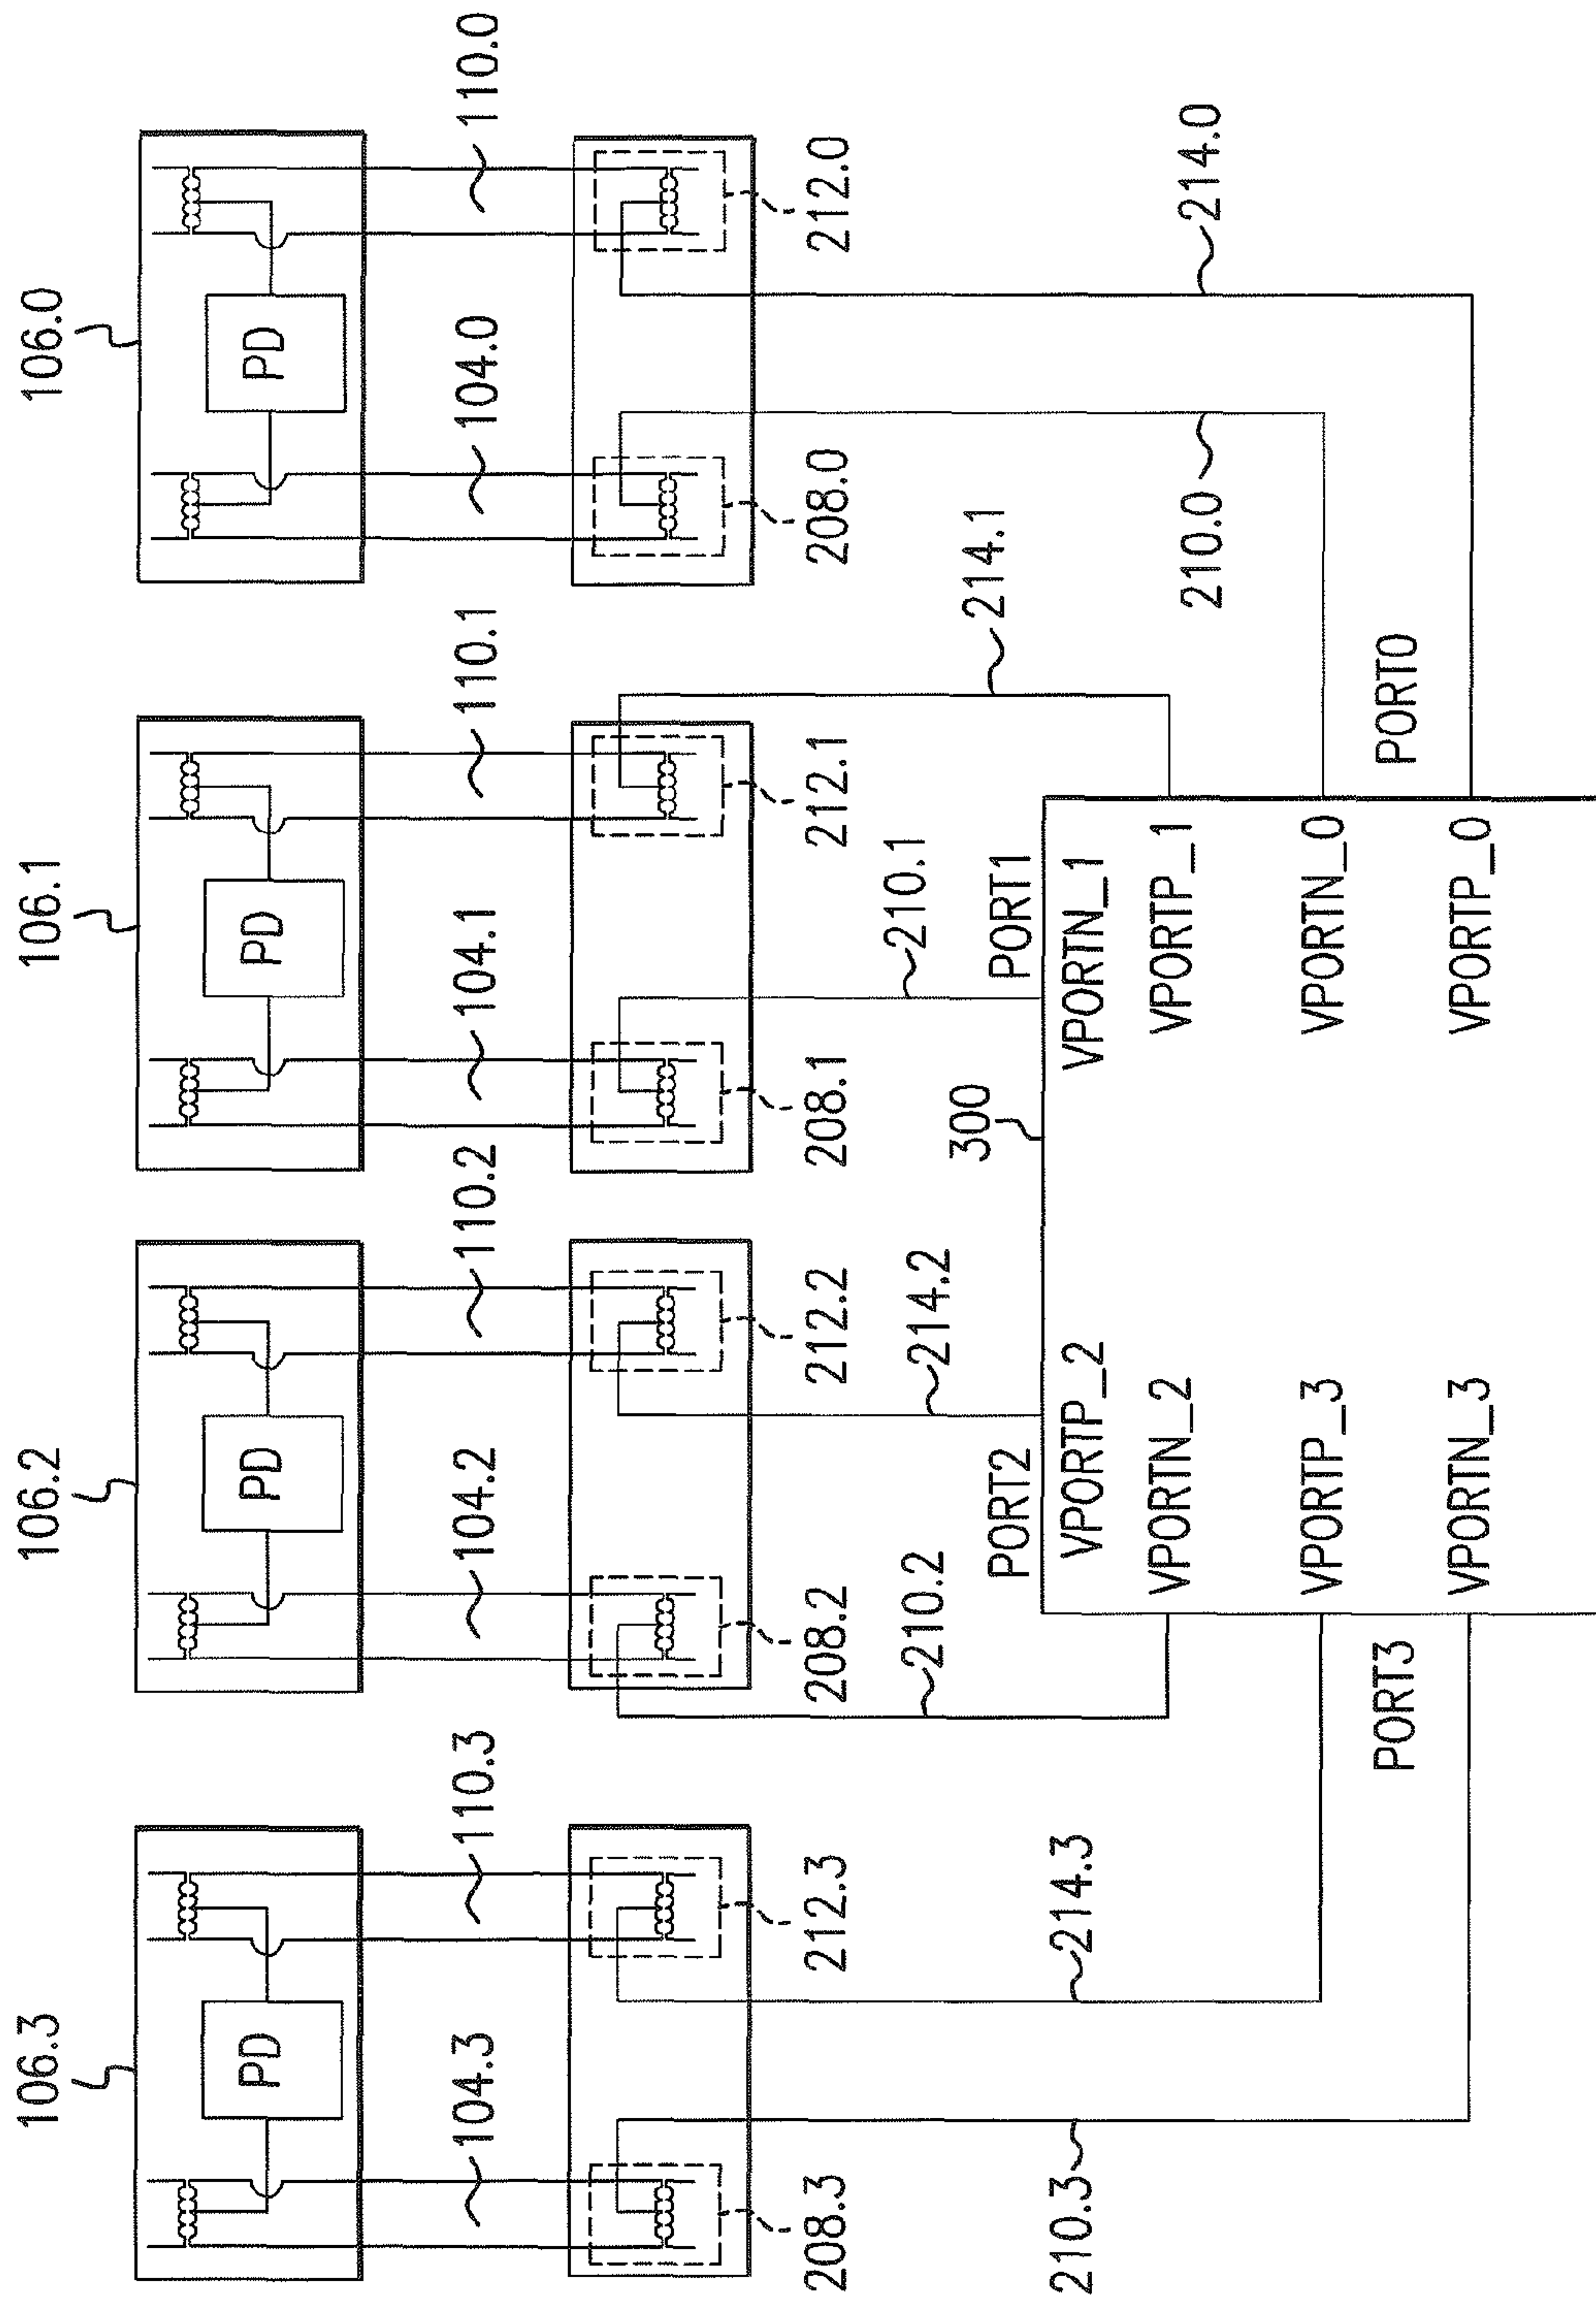 106.3
106.2
106.1
106.0
PD
PD
PD
PD
104.3
110.3
104.2
110.2
104.1
110.1
104.0
110.0
208.3
212.3
208.2
212.2
208.1
212.1
208.0
212.0
210.3
214.3
210.2
214.2
210.1
214.1
210.0
214.0
300
PORT2
PORT1
VPORTP_2
VPORTN_1
VPORTN_2
VPORTP_1
VPORTP_3
VPORTN_0
PORT3
PORT0
VPORTN_3
VPORTP_0